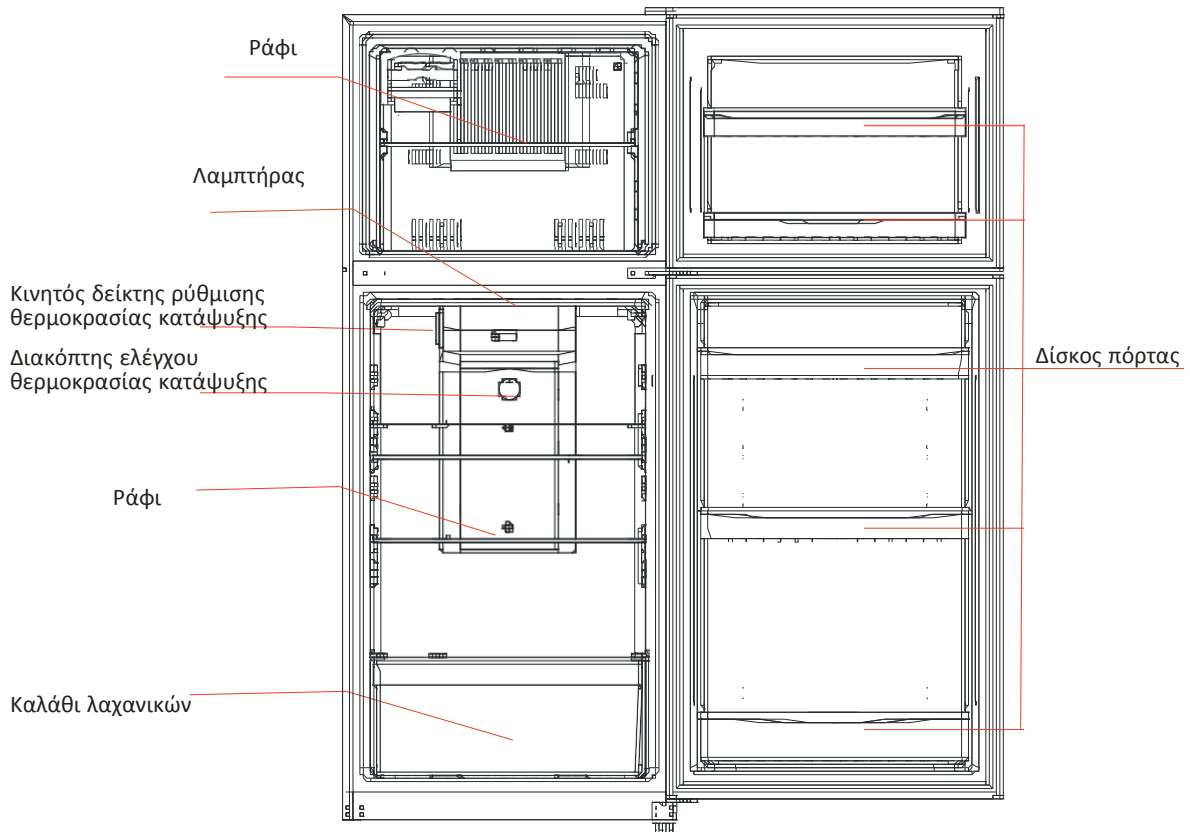 Ράφι
Λαμπτήρας
Κινητός δείκτης ρύθμισης
θερμοκρασίας κατάψυξης
Διακόπτης ελέγχου
θερμοκρασίας κατάψυξης
Δίσκος πόρτας
Ράφι
Καλάθι λαχανικών